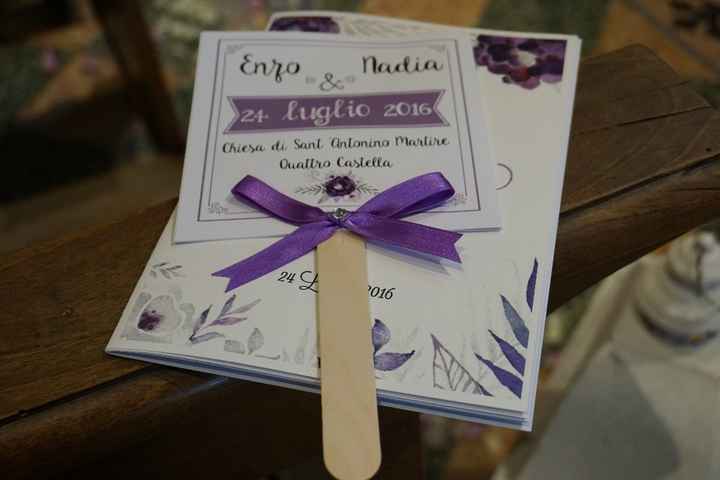 Enzo & Nadia
24 luglio 2016
Chiesa di Sant'Antonino Martire
Quattro Castella
24 2016